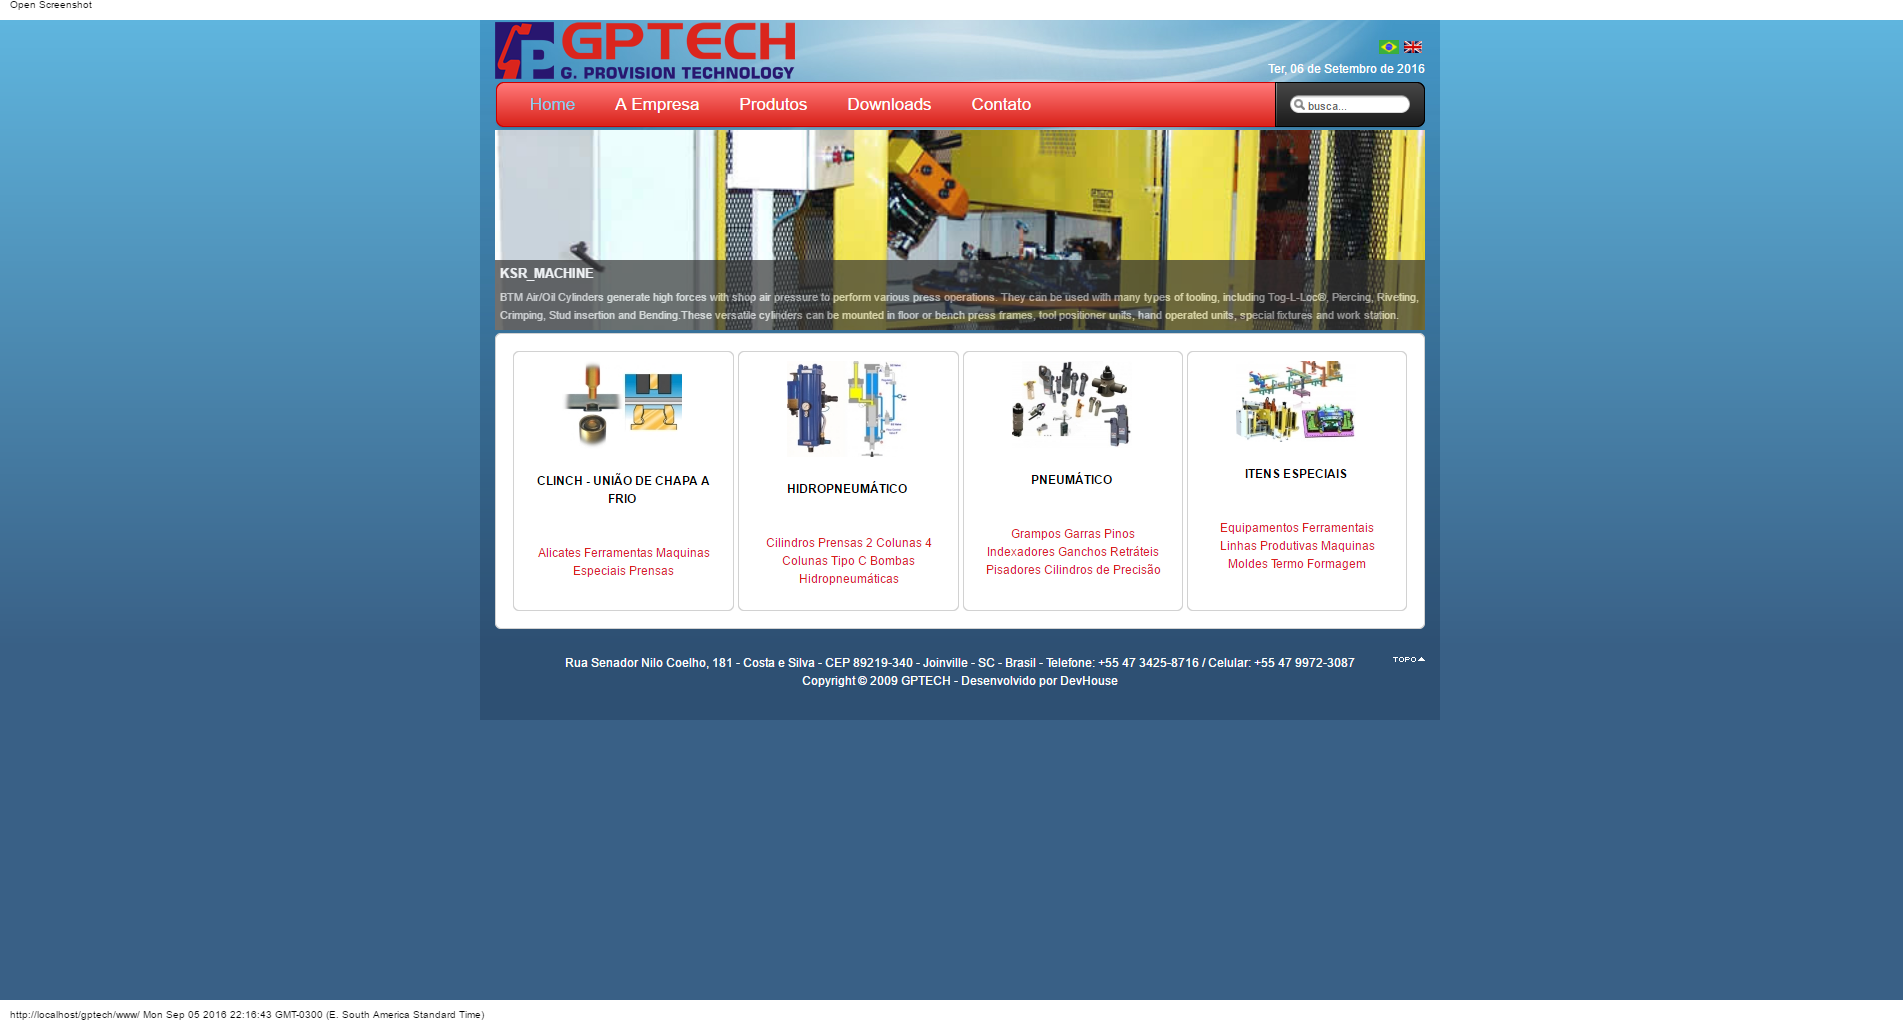 Open Screenshot
GPTECH
G. PROVISION TECHNOLOGY
Ter, 06 de Setembro de 2016
Home A Empresa Produtos Downloads Contato busca...
GPTECH
KSR_MACHINE
BTM Air/Oil Cylinders generate high forces with shop air pressure to perform various press operations. They can be used with many types of tooling, including Tog-L-Loc®, Piercing, Riveting,
Crimping, Stud insertion and Bending.These versatile cylinders can be mounted in floor or bench press frames, tool positioner units, hand operated units, special fixtures and work station.
CLINCH - UNIÃO DE CHAPA A
FRIO
Alicates Ferramentas Maquinas
Especiais Prensas
HIDROPNEUMÁTICO
Cilindros Prensas 2 Colunas 4
Colunas Tipo C Bombas
Hidropneumáticas
PNEUMÁTICO
Grampos Garras Pinos
Indexadores Ganchos Retráteis
Pisadores Cilindros de Precisão
ITENS ESPECIAIS
Equipamentos Ferramentais
Linhas Produtivas Maquinas
Moldes Termo Formagem
Rua Senador Nilo Coelho, 181 - Costa e Silva - CEP 89219-340 - Joinville - SC - Brasil - Telefone: +55 47 3425-8716 / Celular: +55 47 9972-3087
TOPO
Copyright © 2009 GPTECH - Desenvolvido por DevHouse
http://localhost/gptech/www/ Mon Sep 05 2016 22:16:43 GMT-0300 (E. South America Standard Time)